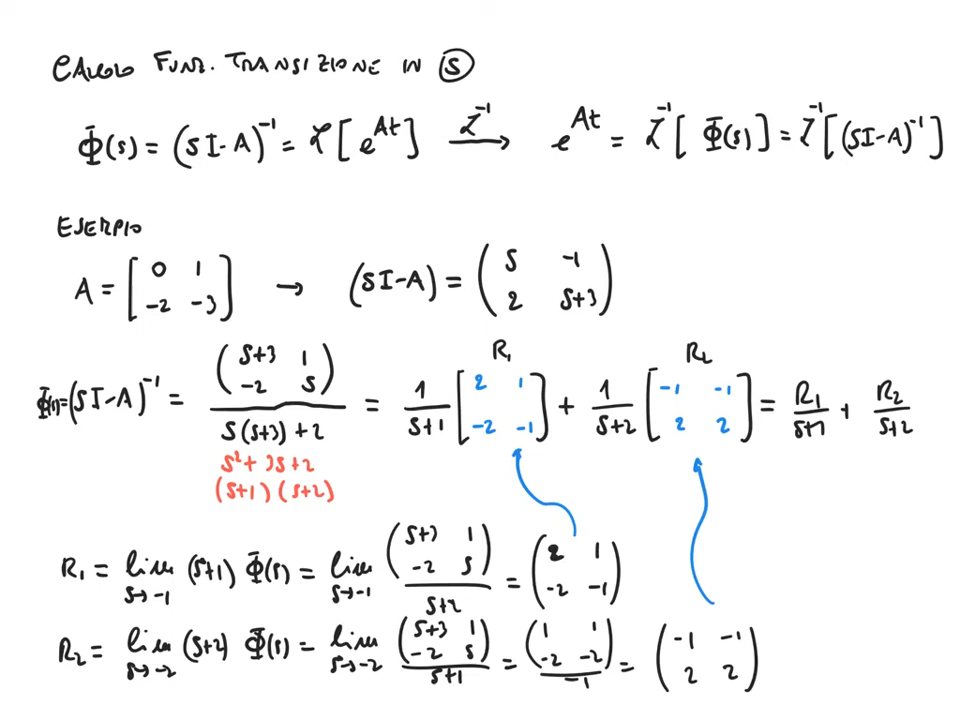 CALCOLO FUNZ. TRANSIZIONE IN Ⓢ
Φ(s) = (SI-A)⁻¹ = ℒ[e^{At}] —ℒ⁻¹→ e^{At} = ℒ⁻¹[Φ(s)] = ℒ⁻¹[(SI-A)⁻¹]
ESEMPIO
A = [0 1; -2 -3] → (SI-A) = (S -1; 2 S+3)
R₁ R₂
Φ(s)=(SI-A)⁻¹ = (S+3 1; -2 S) / (S(S+3)+2) = 1/(S+1) [2 1; -2 -1] + 1/(S+2) [-1 -1; 2 2] = R₁/(S+1) + R₂/(S+2)
S²+3S+2
(S+1)(S+2)
R₁ = lim_{S→-1} (S+1) Φ(s) = lim_{S→-1} (S+3 1; -2 S) / (S+2) = (2 1; -2 -1)
R₂ = lim_{S→-2} (S+2) Φ(s) = lim_{S→-2} (S+3 1; -2 S) / (S+1) = (1 1; -2 -2) / -1 = (-1 -1; 2 2)